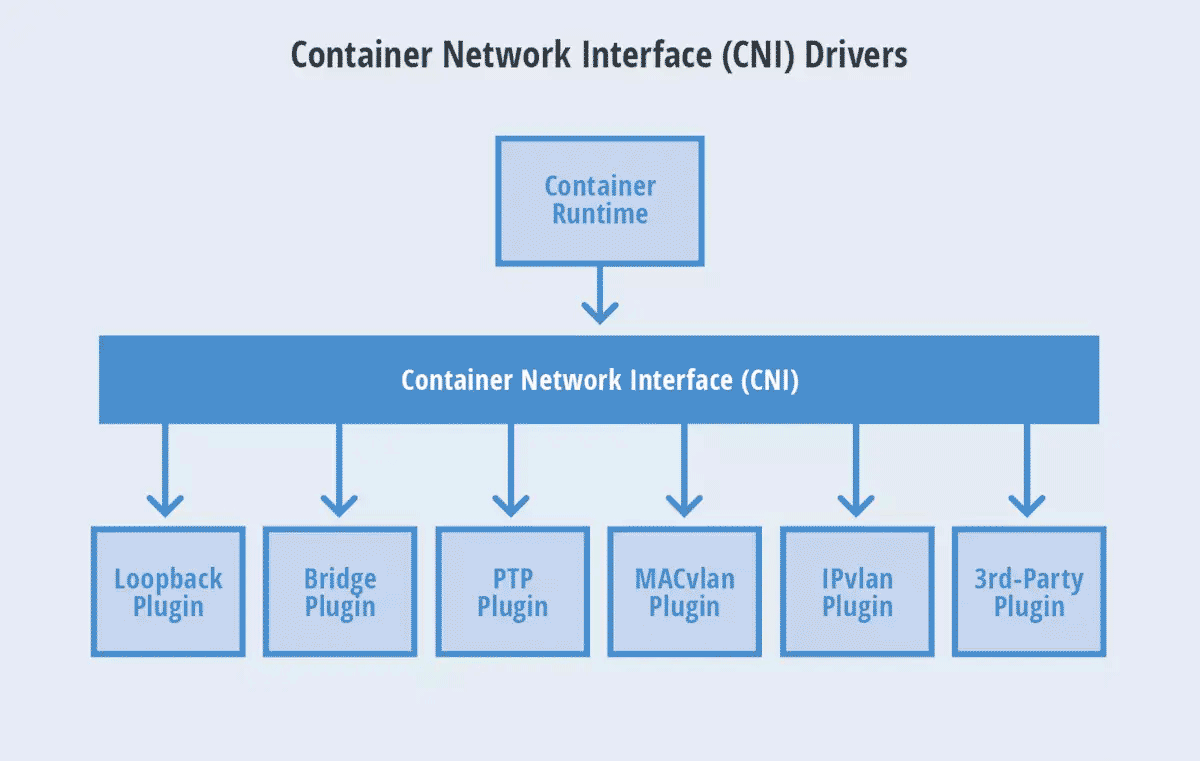 Container Network Interface (CNI) Drivers
Container
Runtime
Container Network Interface (CNI)
Loopback
Plugin
Bridge
Plugin
PTP
Plugin
MACvlan
Plugin
IPvlan
Plugin
3rd-Party
Plugin